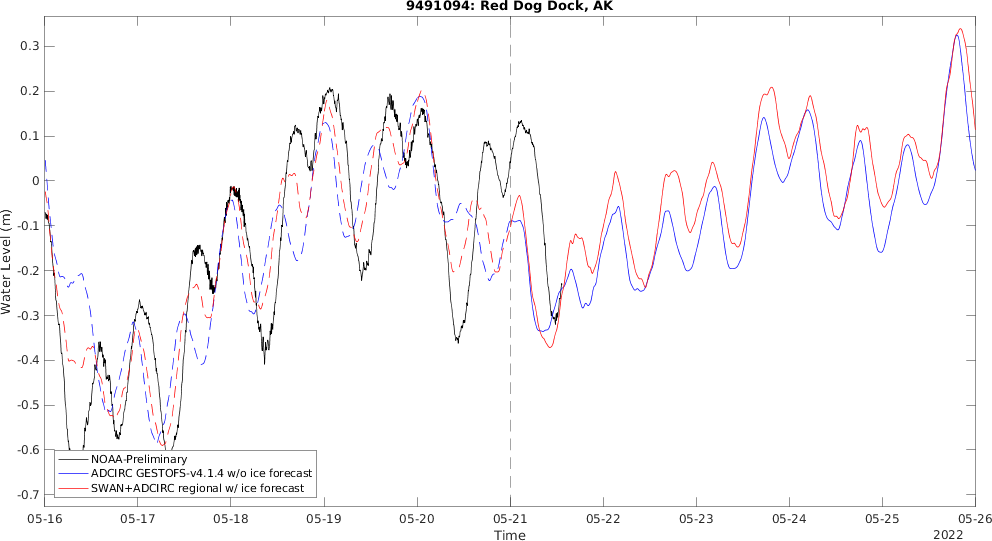 9491094: Red Dog Dock, AK
Water Level (m)
0.3
0.2
0.1
0
-0.1
-0.2
-0.3
-0.4
-0.5
-0.6
-0.7
NOAA-Preliminary
ADCIRC GESTOFS-v4.1.4 w/o ice forecast
SWAN+ADCIRC regional w/ ice forecast
05-16 05-17 05-18 05-19 05-20 05-21 05-22 05-23 05-24 05-25 05-26
Time
2022